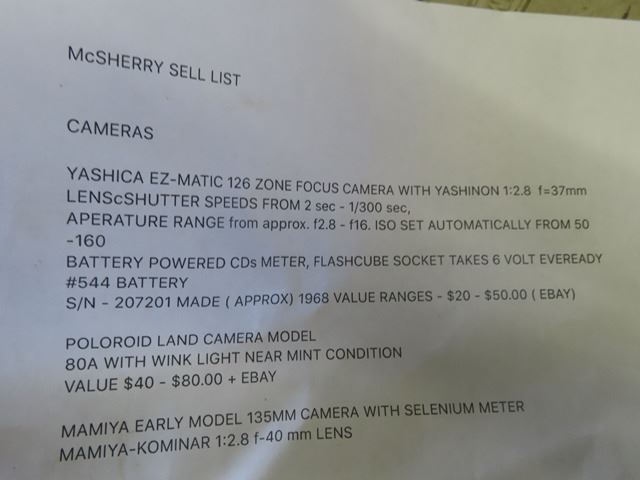 McSHERRY SELL LIST
CAMERAS
YASHICA EZ-MATIC 126 ZONE FOCUS CAMERA WITH YASHINON 1:2.8 f=37mm
LENScSHUTTER SPEEDS FROM 2 sec - 1/300 sec,
APERATURE RANGE from approx. f2.8 - f16. ISO SET AUTOMATICALLY FROM 50
-160
BATTERY POWERED CDs METER, FLASHCUBE SOCKET TAKES 6 VOLT EVEREADY
#544 BATTERY
S/N - 207201 MADE ( APPROX) 1968 VALUE RANGES - $20 - $50.00 ( EBAY)
POLOROID LAND CAMERA MODEL
80A WITH WINK LIGHT NEAR MINT CONDITION
VALUE $40 - $80.00 + EBAY
MAMIYA EARLY MODEL 135MM CAMERA WITH SELENIUM METER
MAMIYA-KOMINAR 1:2.8 f-40 mm LENS